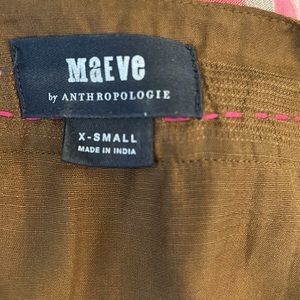 MaEVe
by ANTHROPOLOGIE
X-SMALL
MADE IN INDIA